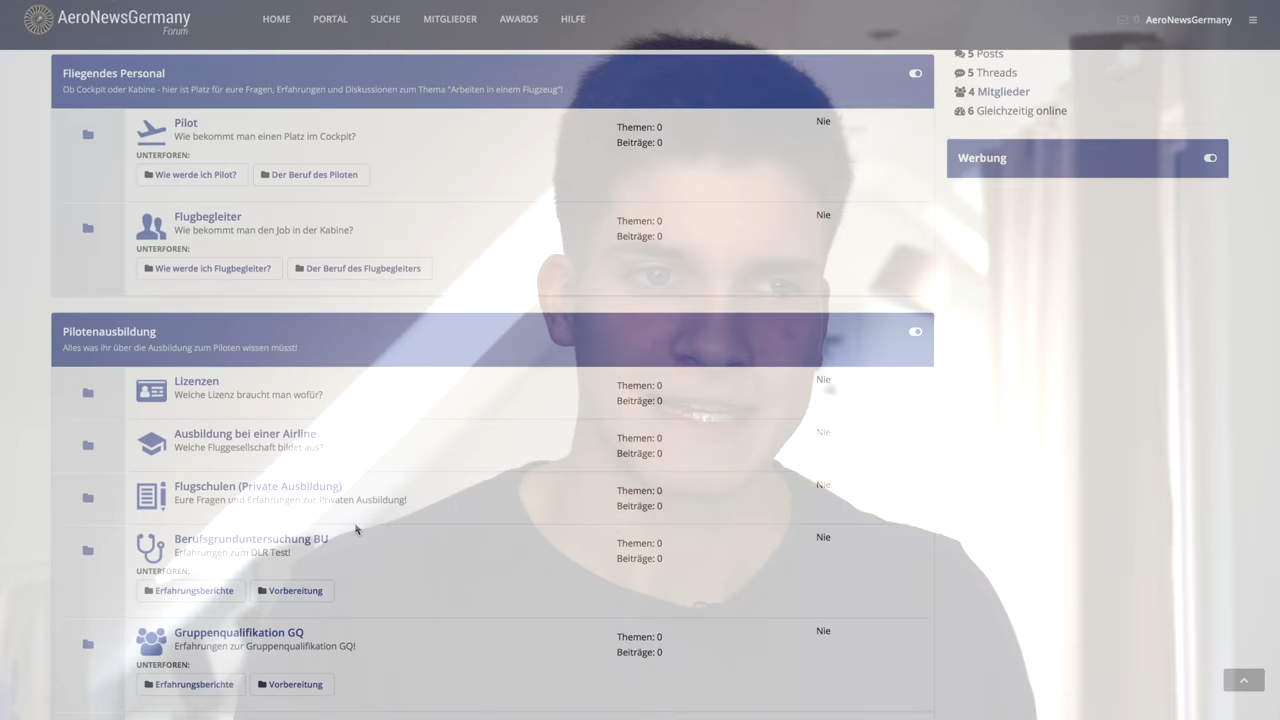 AeroNewsGermany
Forum
HOME PORTAL SUCHE MITGLIEDER AWARDS HILFE
0 AeroNewsGermany
5 Posts
5 Threads
4 Mitglieder
6 Gleichzeitig online
Werbung
Fliegendes Personal
Ob Cockpit oder Kabine - hier ist Platz für eure Fragen, Erfahrungen und Diskussionen zum Thema "Arbeiten in einem Flugzeug"!
Pilot
Wie bekommt man einen Platz im Cockpit?
UNTERFOREN:
Wie werde ich Pilot? Der Beruf des Piloten
Themen: 0
Beiträge: 0
Nie
Flugbegleiter
Wie bekommt man den Job in der Kabine?
UNTERFOREN:
Wie werde ich Flugbegleiter? Der Beruf des Flugbegleiters
Themen: 0
Beiträge: 0
Nie
Pilotenausbildung
Alles was ihr über die Ausbildung zum Piloten wissen müsst!
Lizenzen
Welche Lizenz braucht man wofür?
Themen: 0
Beiträge: 0
Nie
Ausbildung bei einer Airline
Welche Fluggesellschaft bildet aus?
Themen: 0
Beiträge: 0
Nie
Flugschulen (Private Ausbildung)
Eure Fragen und Erfahrungen zur Privaten Ausbildung!
Themen: 0
Beiträge: 0
Nie
Berufsgrunduntersuchung BU
Erfahrungen zum DLR Test!
UNTERFOREN:
Erfahrungsberichte Vorbereitung
Themen: 0
Beiträge: 0
Nie
Gruppenqualifikation GQ
Erfahrungen zur Gruppenqualifikation GQ!
UNTERFOREN:
Erfahrungsberichte Vorbereitung
Themen: 0
Beiträge: 0
Nie